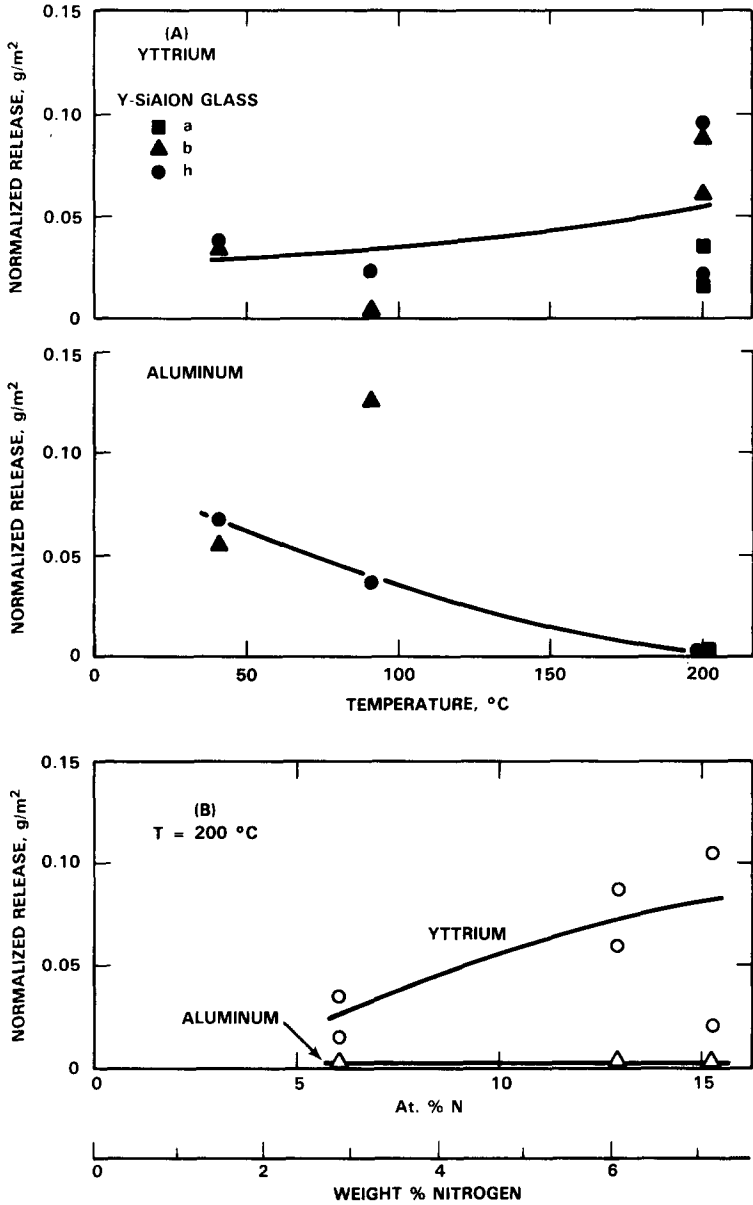 0.15
(A)
YTTRIUM
Y-SiAlON GLASS
a
b
h
0.10
0.05
0
NORMALIZED RELEASE, g/m²
0.15
ALUMINUM
0.10
0.05
0
NORMALIZED RELEASE, g/m²
0 50 100 150 200
TEMPERATURE, °C
0.15
(B)
T = 200 °C
0.10
YTTRIUM
0.05
ALUMINUM
0
NORMALIZED RELEASE, g/m²
0 5 10 15
At. % N
0 2 4 6
WEIGHT % NITROGEN